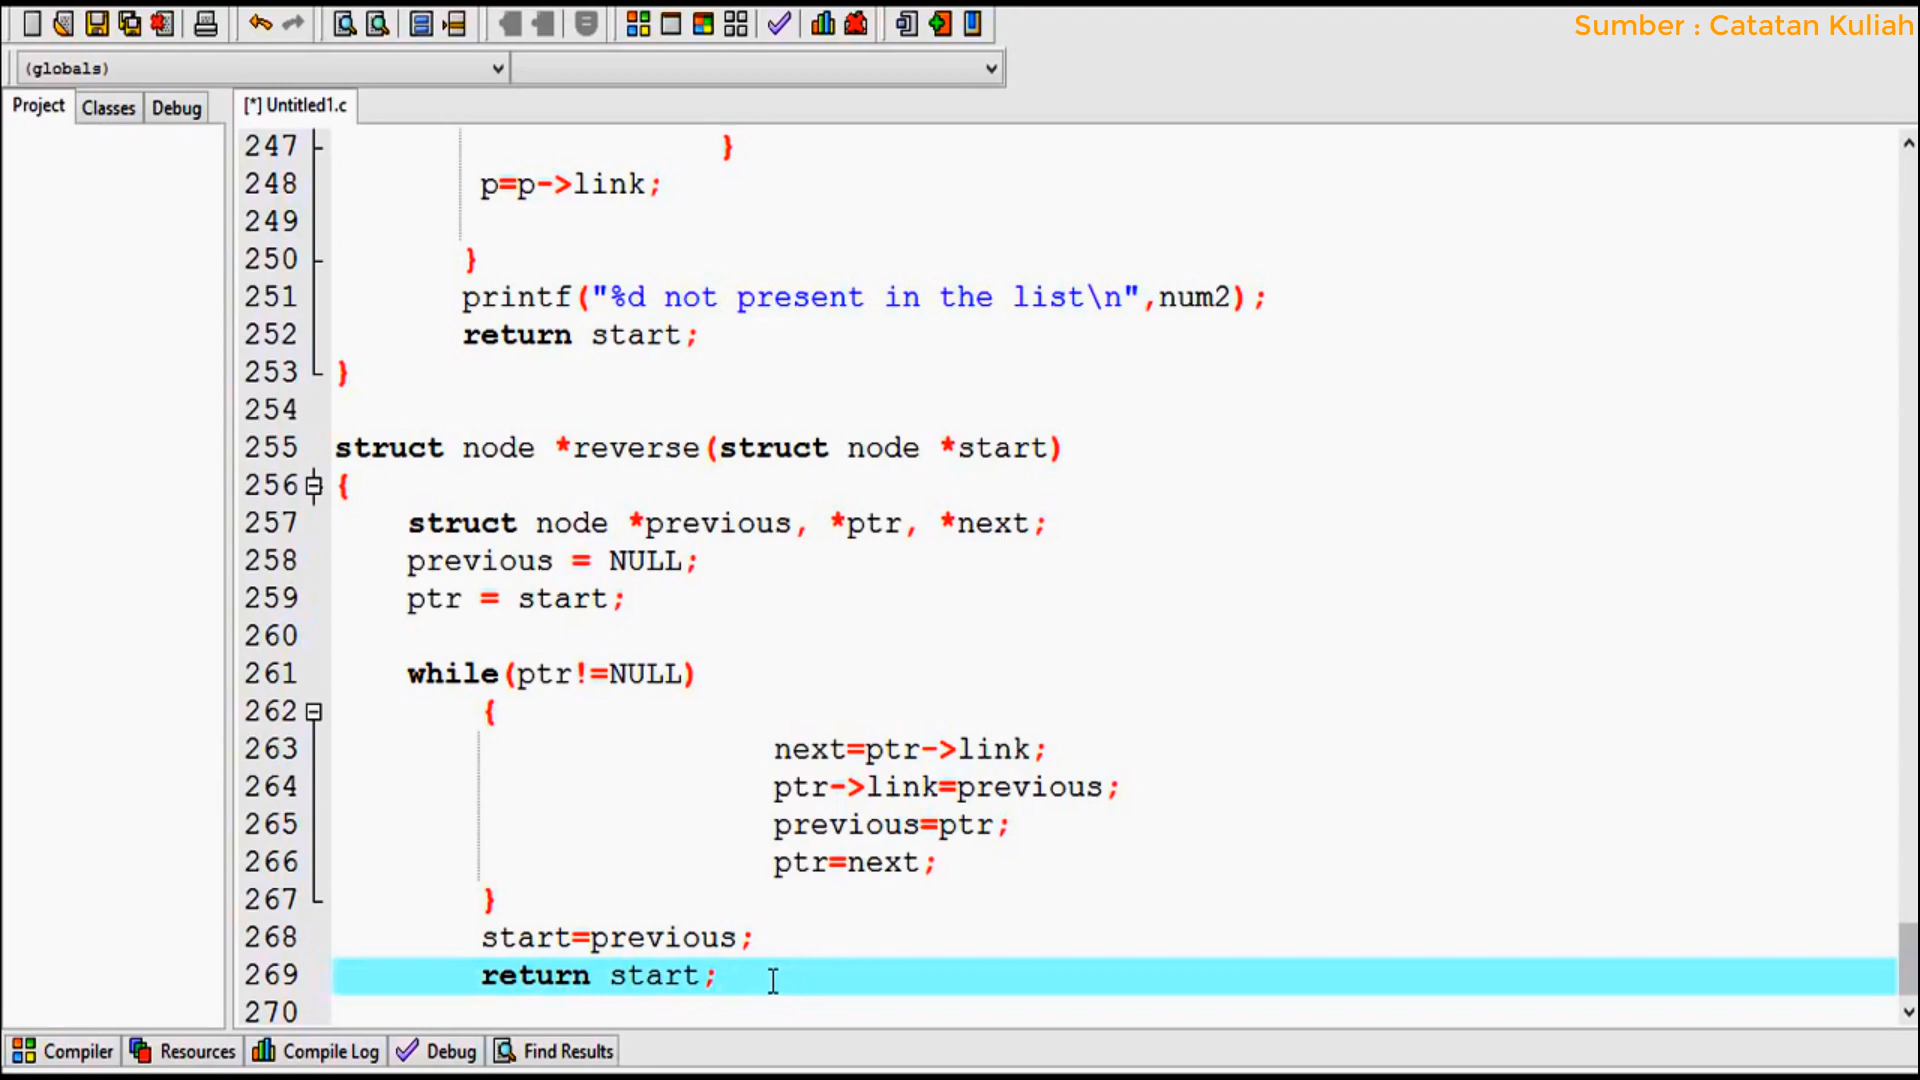 Sumber : Catatan Kuliah
(globals)
Project Classes Debug [*] Untitled1.c
247 }
248 p=p->link;
249
250 }
251 printf("%d not present in the list\n",num2);
252 return start;
253 }
254
255 struct node *reverse(struct node *start)
256 {
257 struct node *previous, *ptr, *next;
258 previous = NULL;
259 ptr = start;
260
261 while(ptr!=NULL)
262 {
263 next=ptr->link;
264 ptr->link=previous;
265 previous=ptr;
266 ptr=next;
267 }
268 start=previous;
269 return start;
270
Compiler Resources Compile Log Debug Find Results